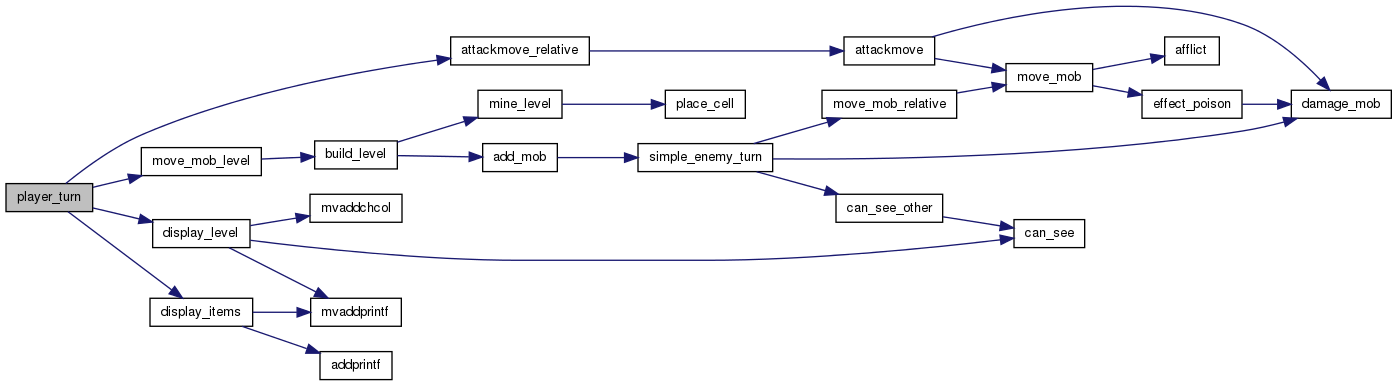 attackmove_relative
attackmove
afflict
move_mob
mine_level
place_cell
move_mob_relative
effect_poison
damage_mob
move_mob_level
build_level
add_mob
simple_enemy_turn
player_turn
mvaddchcol
can_see_other
display_level
can_see
display_items
mvaddprintf
addprintf